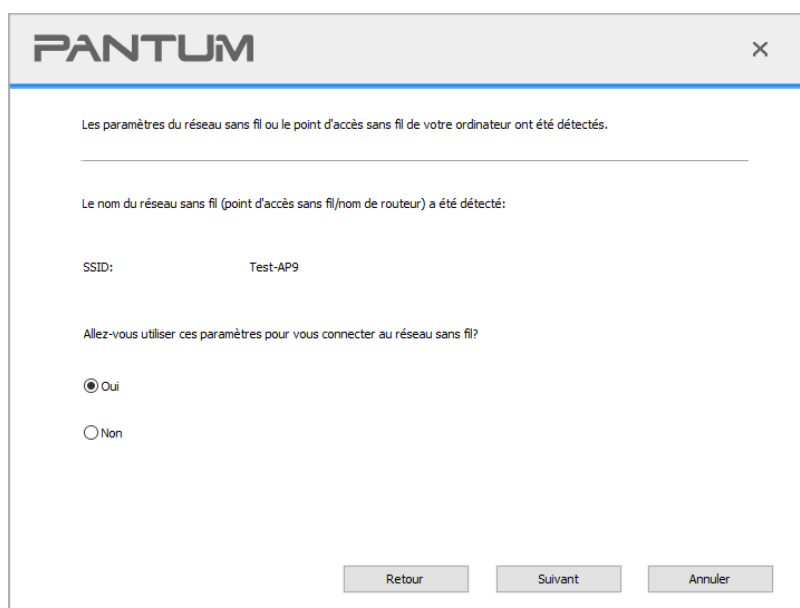 PANTUM
Les paramètres du réseau sans fil ou le point d'accès sans fil de votre ordinateur ont été détectés.
Le nom du réseau sans fil (point d'accès sans fil/nom de routeur) a été détecté:
SSID: Test-AP9
Allez-vous utiliser ces paramètres pour vous connecter au réseau sans fil?
Oui
Non
Retour Suivant Annuler